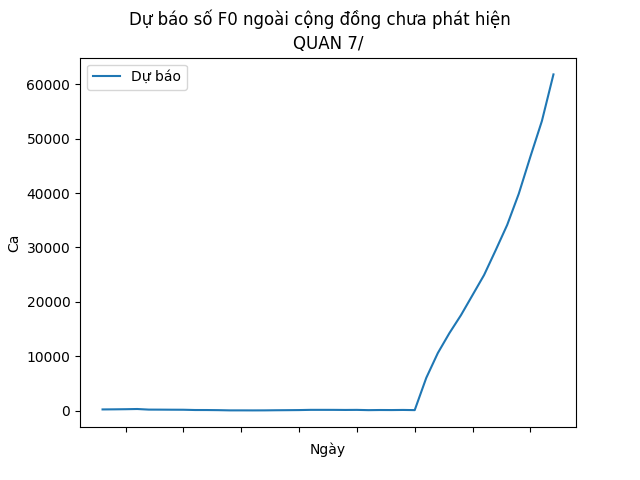 Dự báo số F0 ngoài cộng đồng chưa phát hiện
QUAN 7/
Dự báo
60000
50000
40000
30000
20000
10000
0
Ca
Ngày